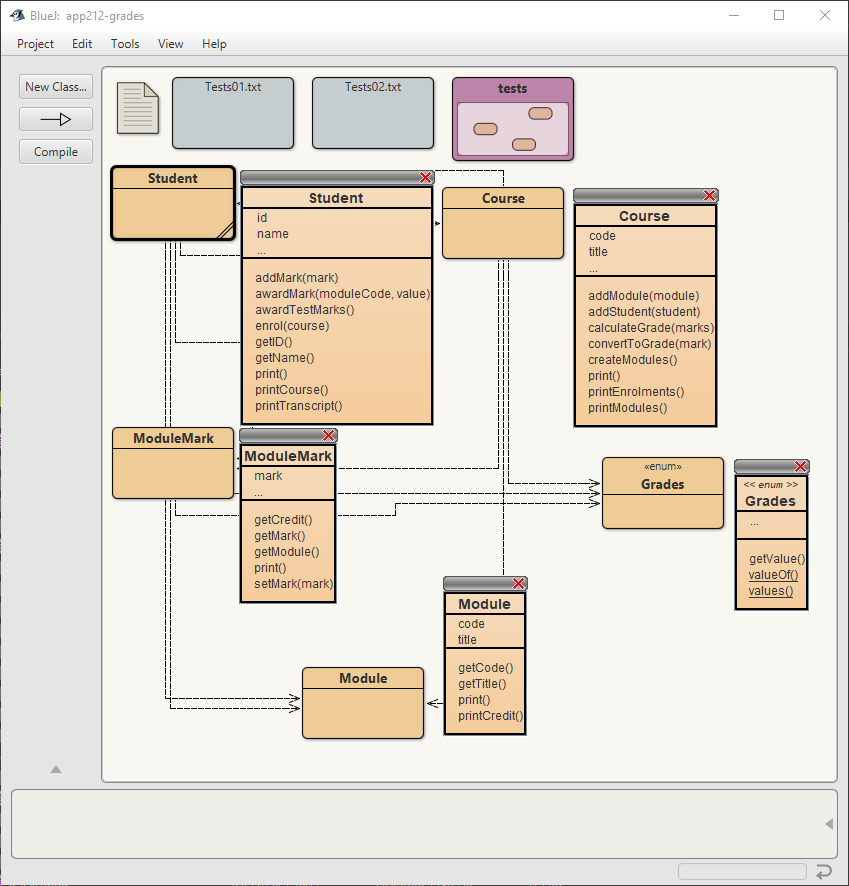 BlueJ: app212-grades
Project Edit Tools View Help
New Class...
Compile
Tests01.txt
Tests02.txt
tests
Student
Student
id
name
...
addMark(mark)
awardMark(moduleCode, value)
awardTestMarks()
enrol(course)
getID()
getName()
print()
printCourse()
printTranscript()
Course
Course
code
title
...
addModule(module)
addStudent(student)
calculateGrade(marks)
convertToGrade(mark)
createModules()
print()
printEnrolments()
printModules()
ModuleMark
ModuleMark
mark
...
getCredit()
getMark()
getModule()
print()
setMark(mark)
«enum»
Grades
<< enum >>
Grades
...
getValue()
valueOf()
values()
Module
code
title
getCode()
getTitle()
print()
printCredit()
Module